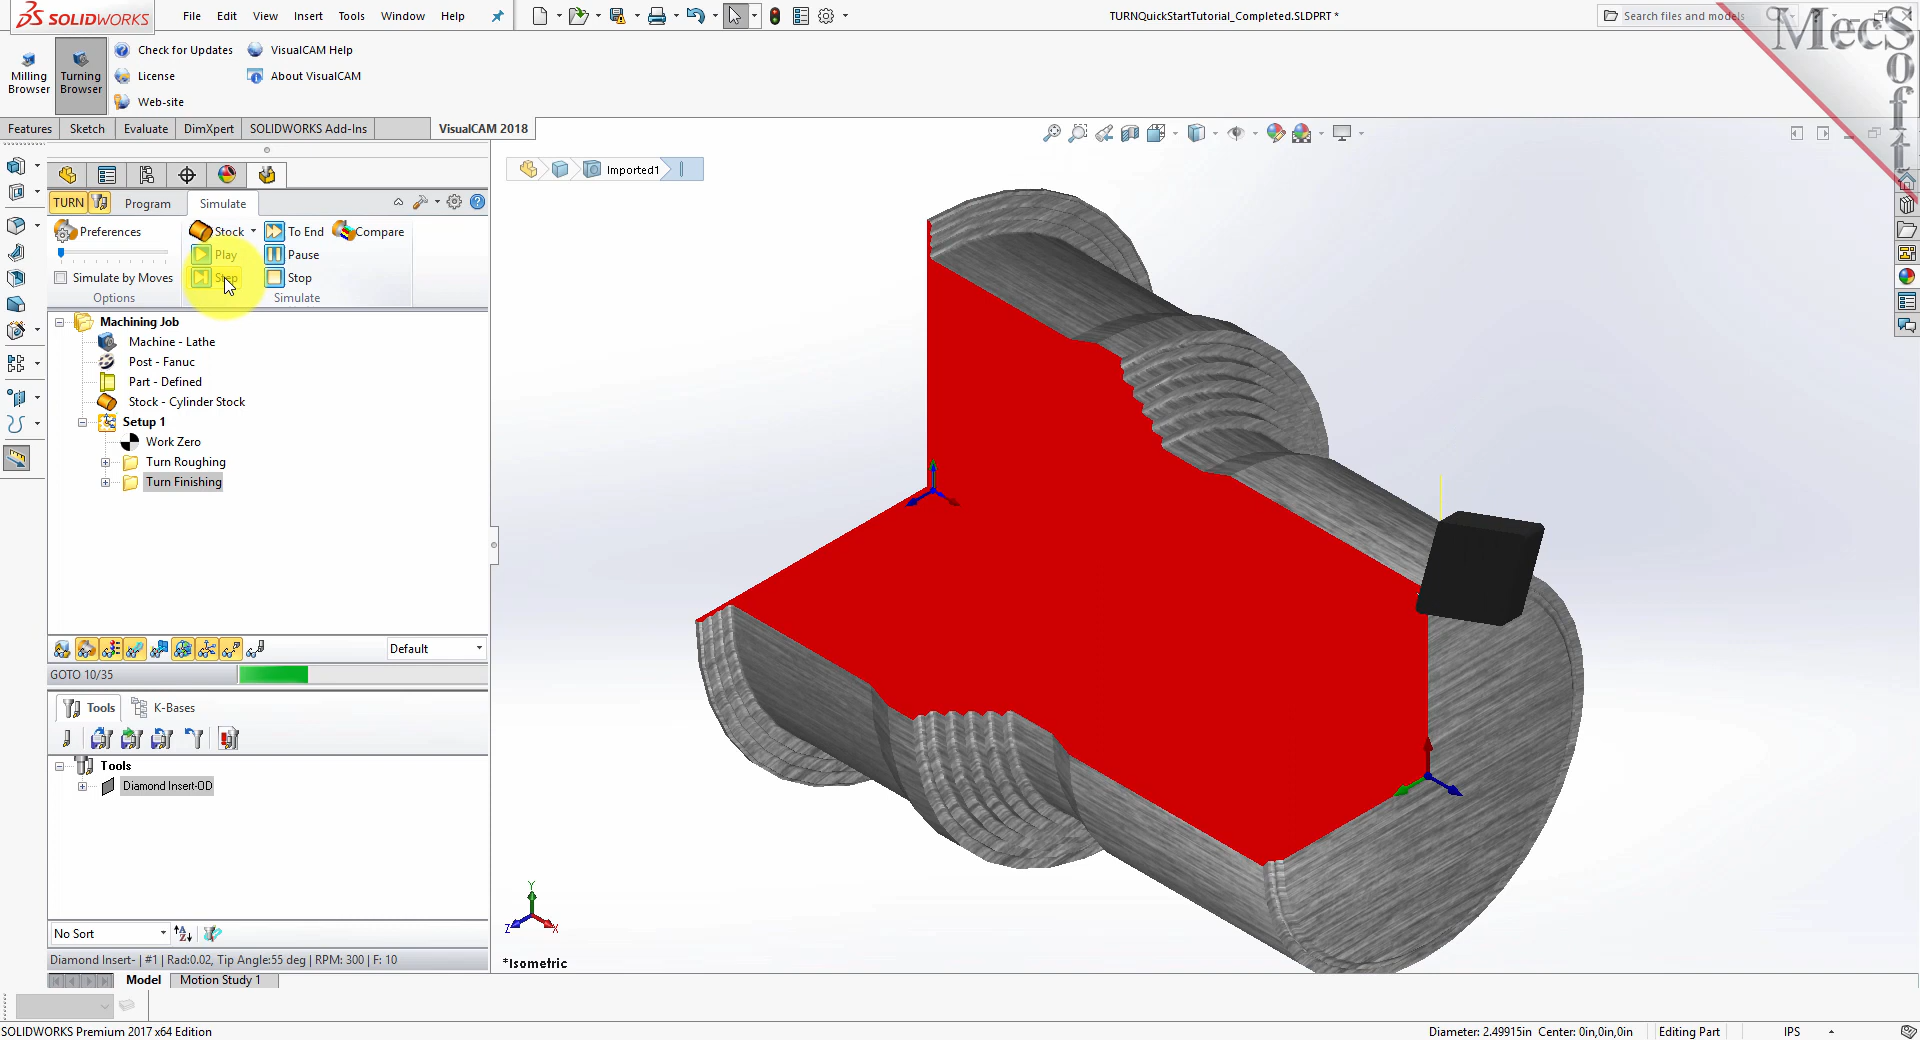 SOLIDWORKS
File Edit View Insert Tools Window Help
TURNQuickStartTutorial_Completed.SLDPRT *
Search files and models
MecSoft
Milling Browser
Turning Browser
Check for Updates
VisualCAM Help
License
About VisualCAM
Web-site
Features Sketch Evaluate DimXpert SOLIDWORKS Add-Ins VisualCAM 2018
Imported1
TURN Program Simulate
Preferences Stock To End Compare
Play Pause
Simulate by Moves Step Stop
Options Simulate
Machining Job
Machine - Lathe
Post - Fanuc
Part - Defined
Stock - Cylinder Stock
Setup 1
Work Zero
Turn Roughing
Turn Finishing
Default
GOTO 10/35
Tools K-Bases
Tools
Diamond Insert-OD
No Sort
Diamond Insert- | #1 | Rad:0.02, Tip Angle:55 deg | RPM: 300 | F: 10
Y
Z X
*Isometric
Model Motion Study 1
SOLIDWORKS Premium 2017 x64 Edition
Diameter: 2.49915in Center: 0in,0in,0in Editing Part IPS